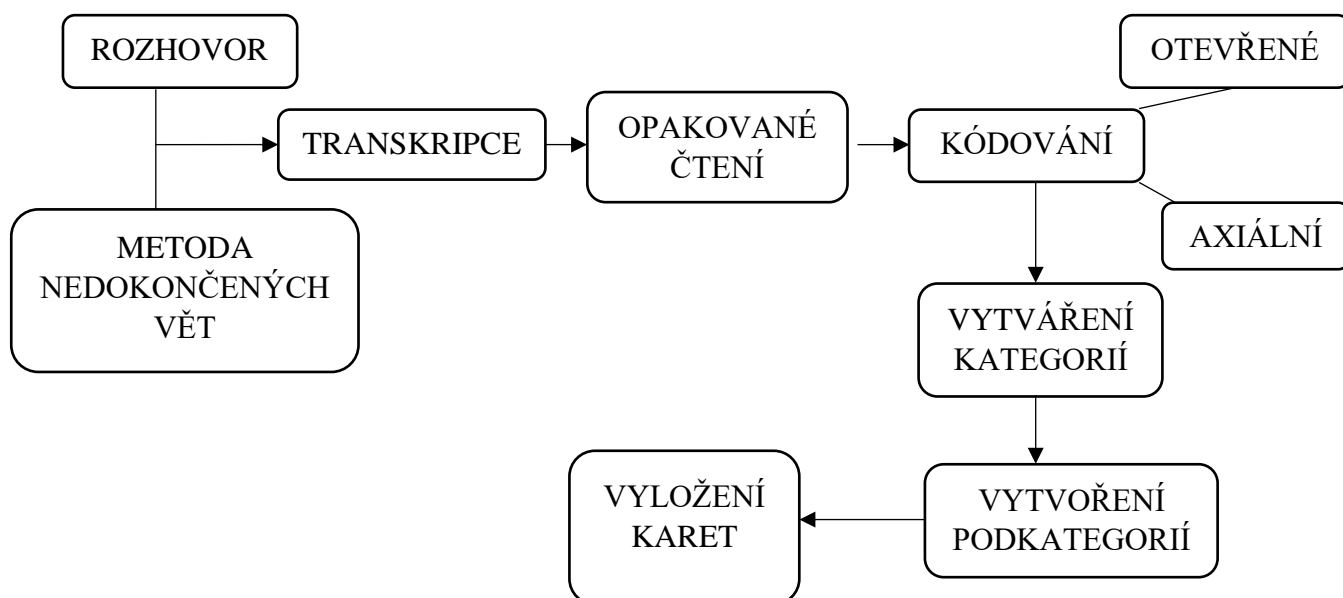 ROZHOVOR
OTEVŘENÉ
TRANSKRIPCE
OPAKOVANÉ
ČTENÍ
KÓDOVÁNÍ
METODA
NEDOKONČENÝCH
VĚT
AXIÁLNÍ
VYTVÁŘENÍ
KATEGORIÍ
VYLOŽENÍ
KARET
VYTVOŘENÍ
PODKATEGORIÍ